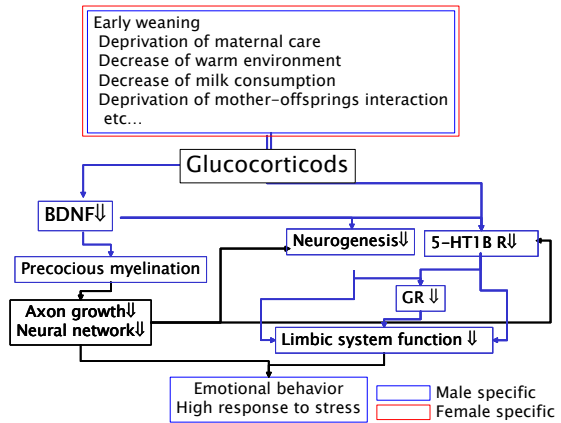 Early weaning
Deprivation of maternal care
Decrease of warm environment
Decrease of milk consumption
Deprivation of mother-offsprings interaction
etc...
Glucocorticods
BDNF⇓
Neurogenesis⇓
5-HT1B R⇓
Precocious myelination
GR ⇓
Axon growth⇓
Neural network⇓
Limbic system function ⇓
Emotional behavior
High response to stress
Male specific
Female specific